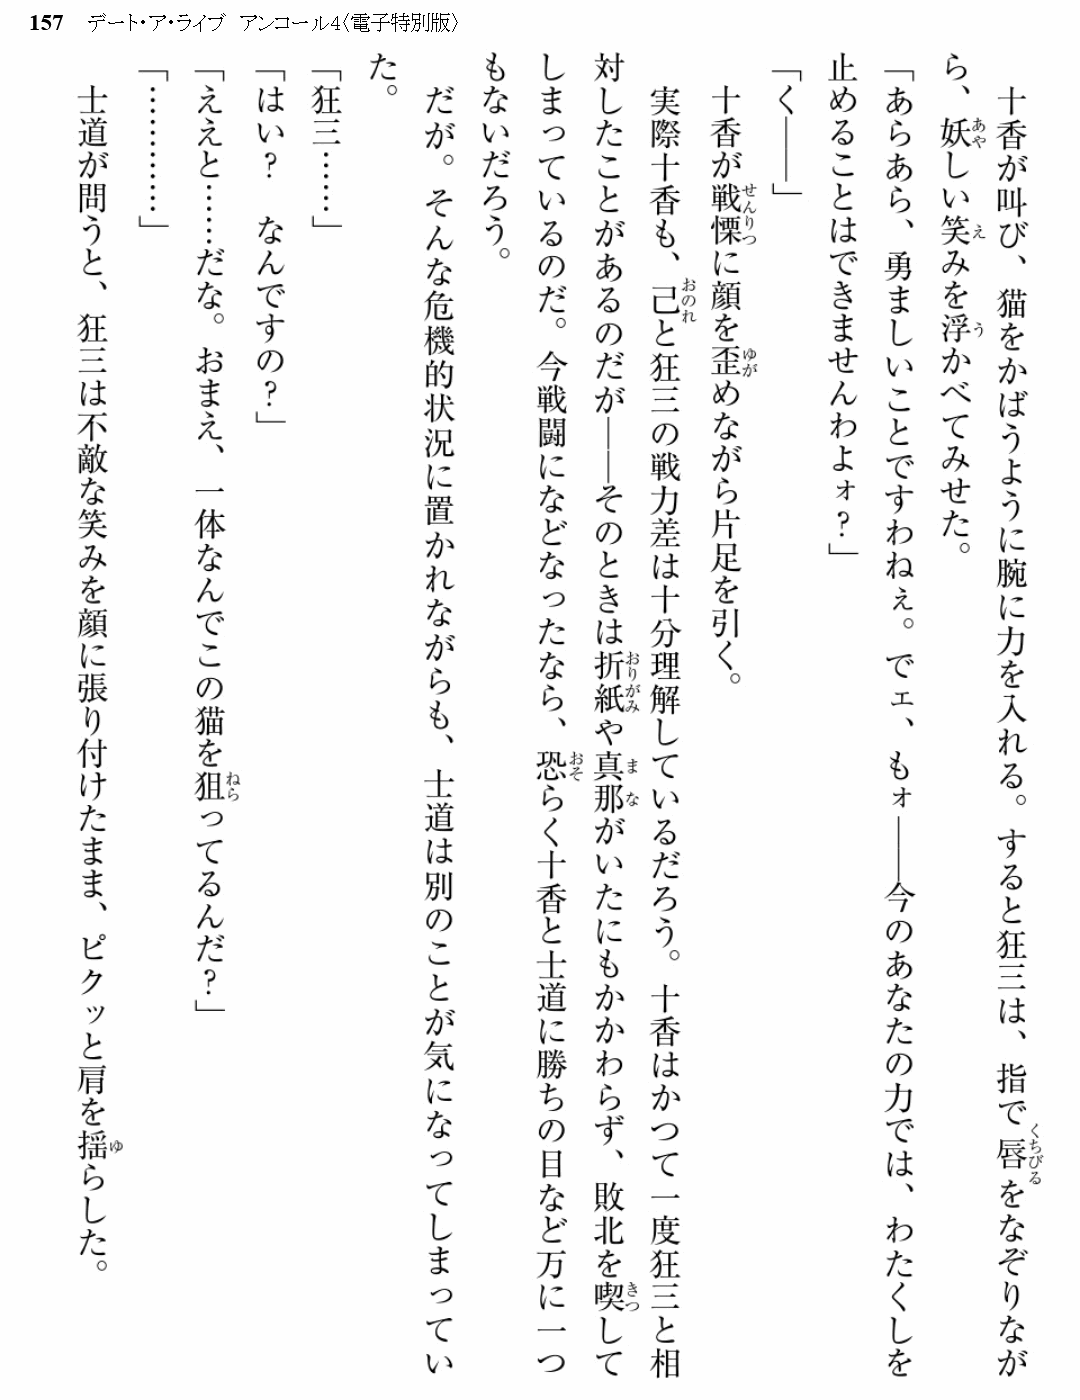 157　デート・ア・ライブ　アンコール4〈電子特別版〉
　十香が叫び、猫をかばうように腕に力を入れる。すると狂三は、指で唇をなぞりなが
ら、妖しい笑みを浮かべてみせた。
「あらあら、勇ましいことですわねぇ。でェ、もォ――今のあなたの力では、わたくしを
止めることはできませんわよォ？」
「く――」
　十香が戦慄に顔を歪めながら片足を引く。
　実際十香も、己と狂三の戦力差は十分理解しているだろう。十香はかつて一度狂三と相
対したことがあるのだが――そのときは折紙や真那がいたにもかかわらず、敗北を喫して
しまっているのだ。今戦闘になどなったなら、恐らく十香と士道に勝ちの目など万に一つ
もないだろう。
　だが。そんな危機的状況に置かれながらも、士道は別のことが気になってしまってい
た。
「狂三……」
「はい？　なんですの？」
「ええと……だな。おまえ、一体なんでこの猫を狙ってるんだ？」
「…………」
　士道が問うと、狂三は不敵な笑みを顔に張り付けたまま、ピクッと肩を揺らした。